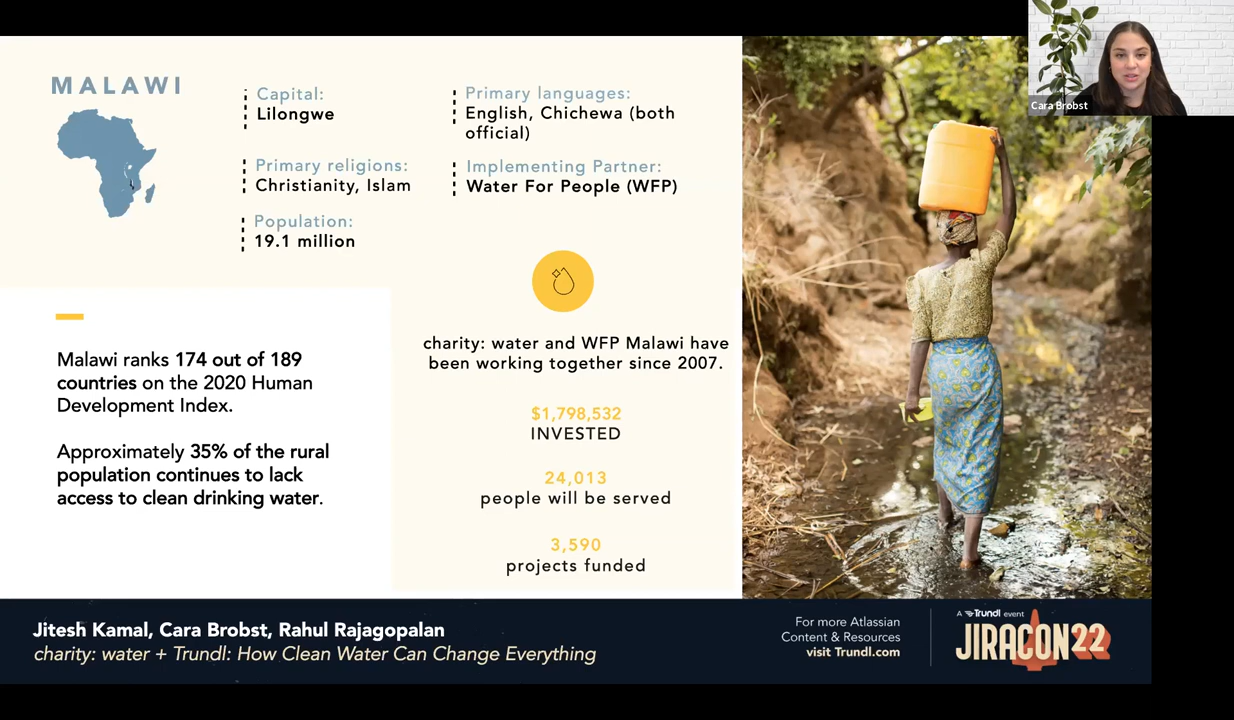 MALAWI
Capital:
Lilongwe
Primary languages:
English, Chichewa (both
official)
Primary religions:
Christianity, Islam
Implementing Partner:
Water For People (WFP)
Population:
19.1 million
Malawi ranks 174 out of 189
countries on the 2020 Human
Development Index.
Approximately 35% of the rural
population continues to lack
access to clean drinking water.
charity: water and WFP Malawi have
been working together since 2007.
$1,798,532
INVESTED
24,013
people will be served
3,590
projects funded
Cara Brobst
Jitesh Kamal, Cara Brobst, Rahul Rajagopalan
charity: water + Trundl: How Clean Water Can Change Everything
For more Atlassian
Content & Resources
visit Trundl.com
A Trundl event
JIRACON22